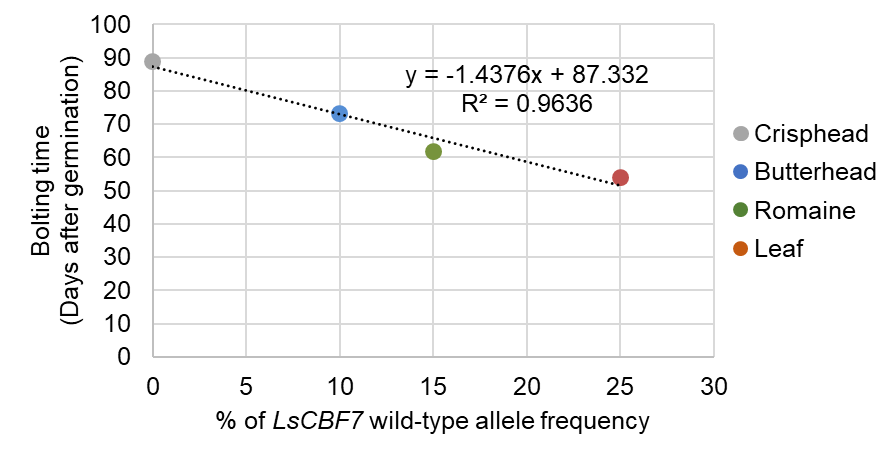 100
90
80
70
60
50
40
30
20
10
0
Bolting time
(Days after germination)
y = -1.4376x + 87.332
R² = 0.9636
Crisphead
Butterhead
Romaine
Leaf
0 5 10 15 20 25 30
% of LsCBF7 wild-type allele frequency